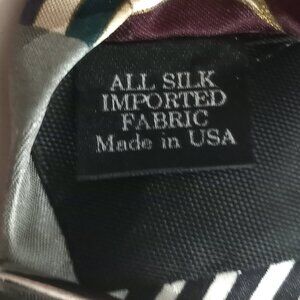 ALL SILK
IMPORTED
FABRIC
Made in USA